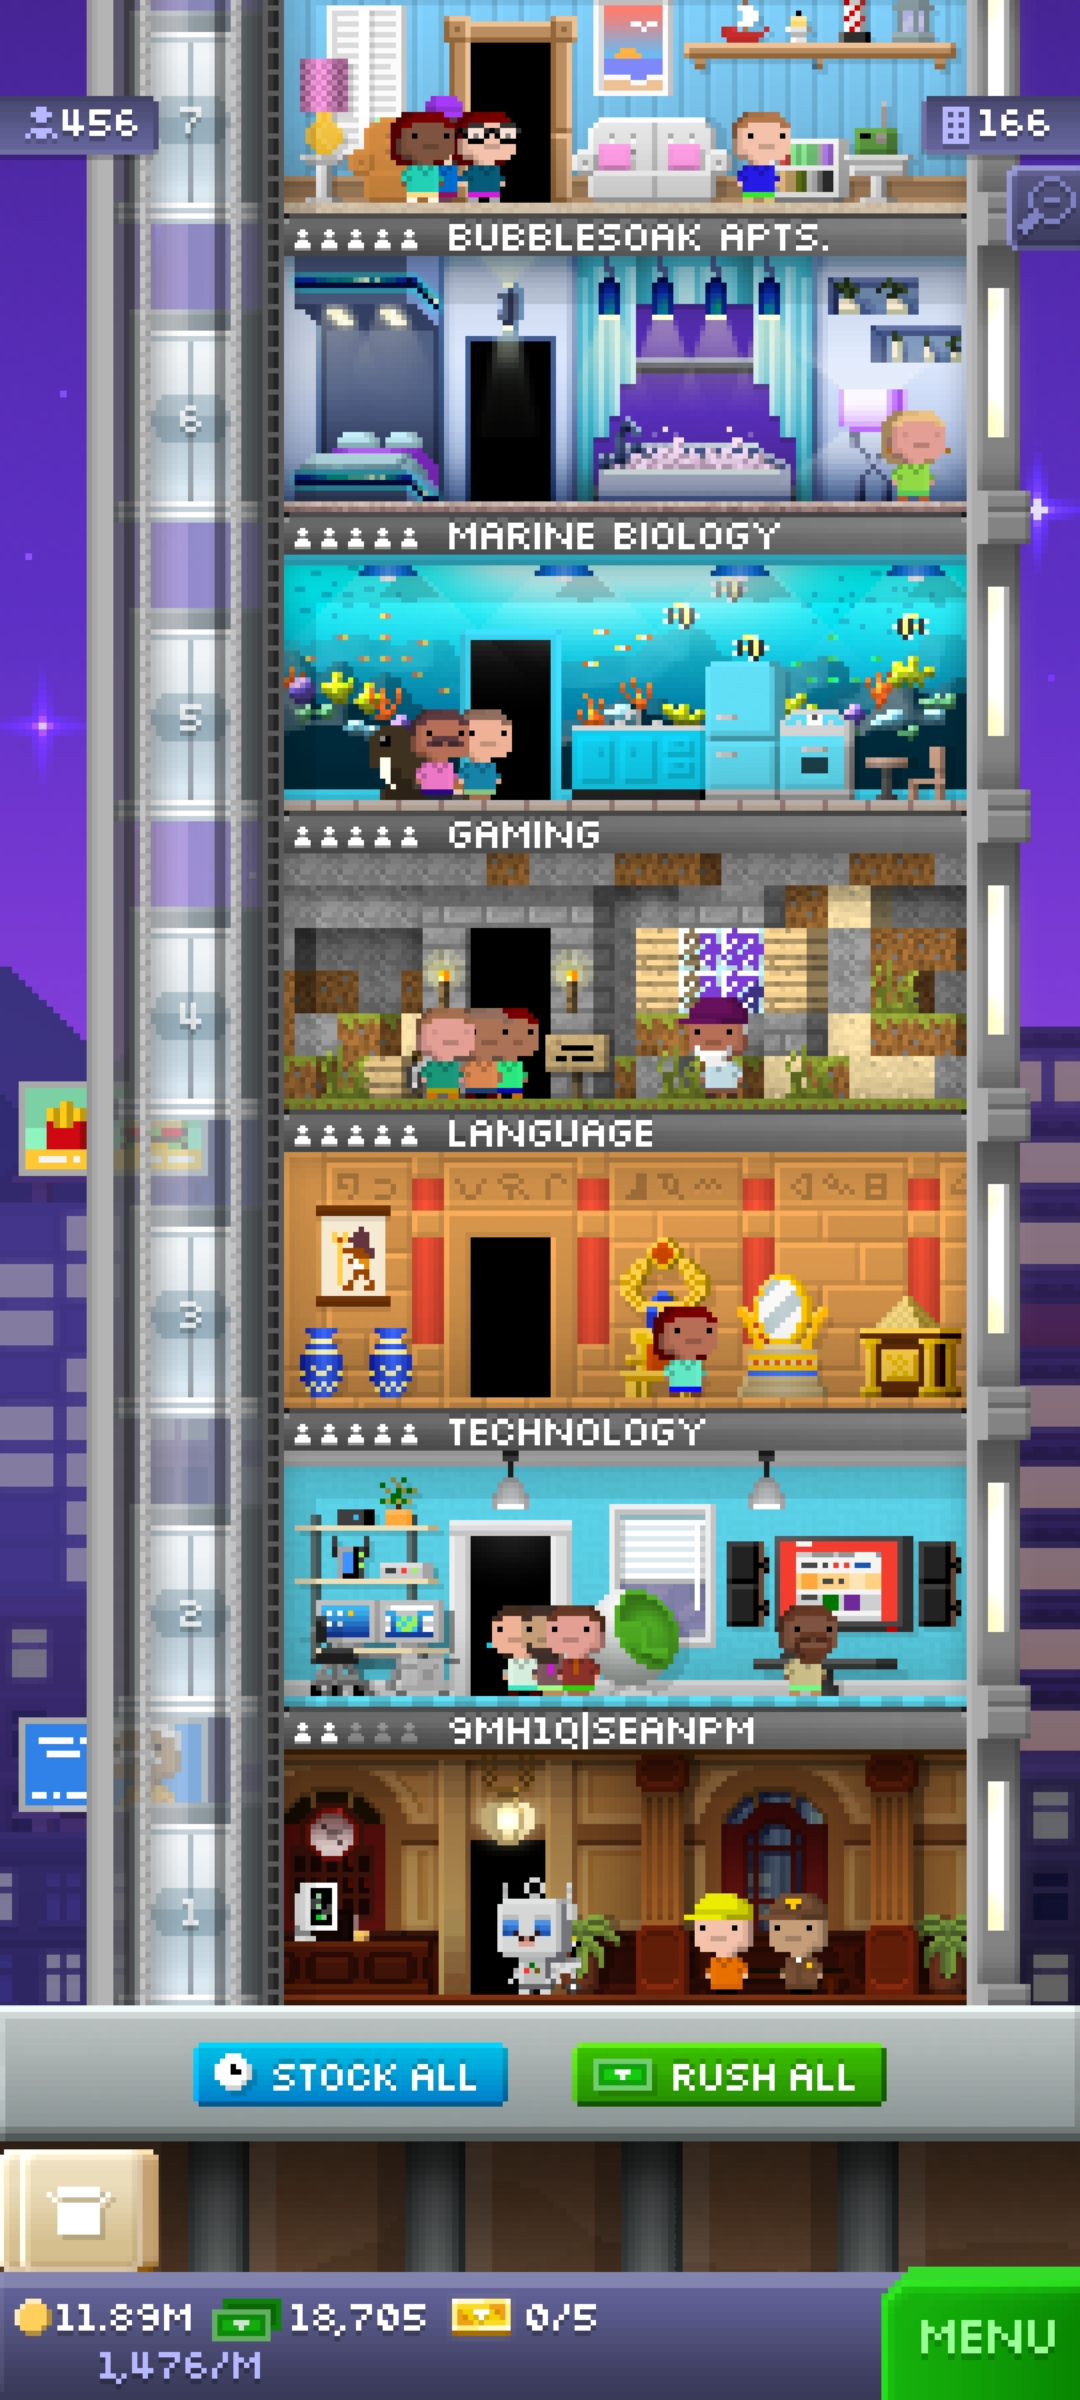 7
456
166
BUBBLESOAK APTS.
6
MARINE BIOLOGY
5
GAMING
4
LANGUAGE
3
TECHNOLOGY
2
9MH1Q|SEANPM
1
STOCK ALL
RUSH ALL
11.89M
18,705
0/5
1,476/M
MENU